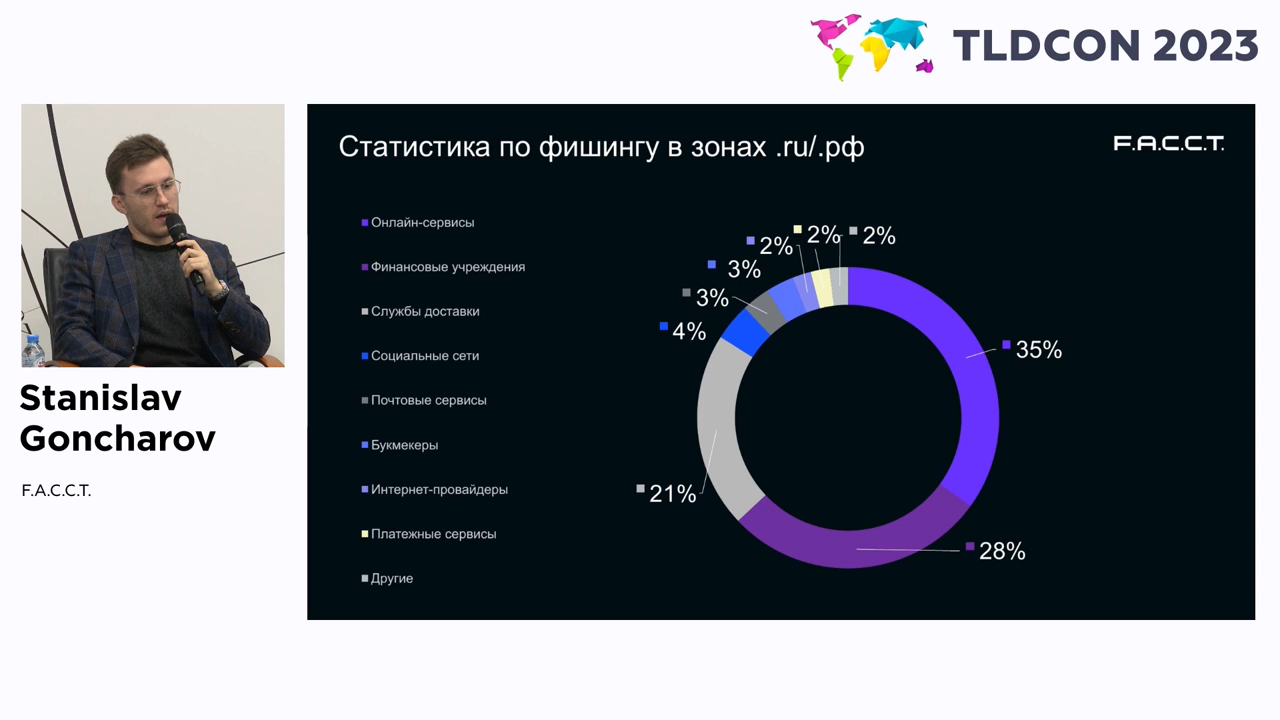 TLDCON 2023
Статистика по фишингу в зонах .ru/.рф
F.A.C.C.T.
Онлайн-сервисы
Финансовые учреждения
Службы доставки
Социальные сети
Почтовые сервисы
Букмекеры
Интернет-провайдеры
Платежные сервисы
Другие
2%
2%
2%
3%
3%
4%
35%
21%
28%
Stanislav
Goncharov
F.A.C.C.T.